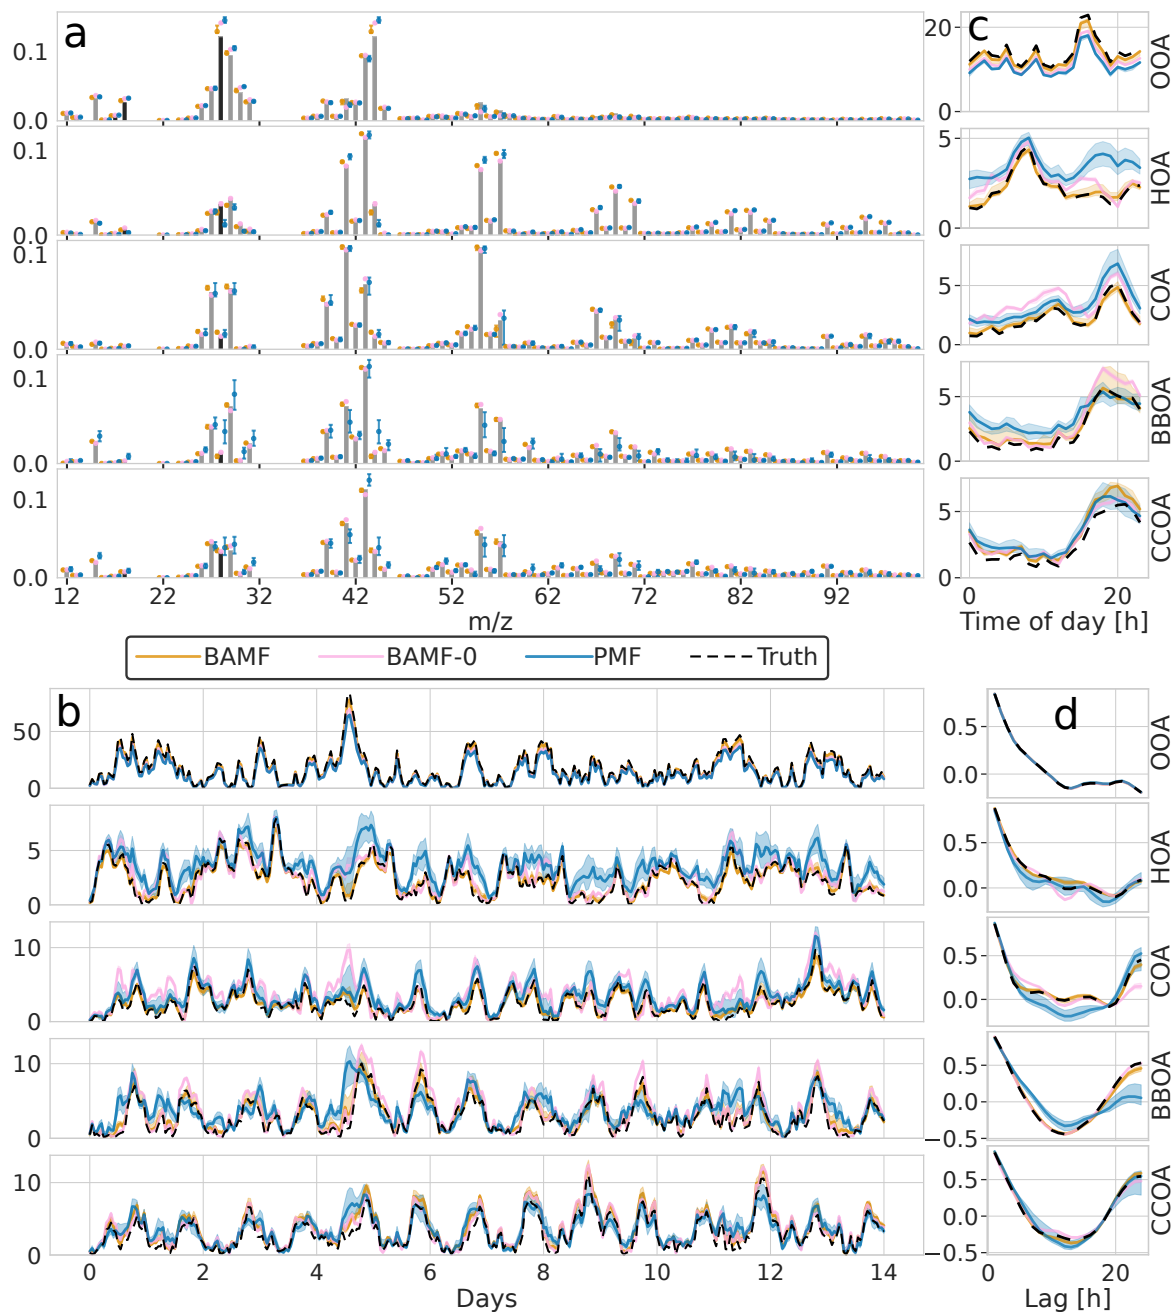 a
0.1
0.0
0.1
0.0
0.1
0.0
0.1
0.0
0.1
0.0
12 22 32 42 52 62 72 82 92
m/z
c
20
0
OOA
5
0
HOA
5
0
COA
5
0
BBOA
5
0
CCOA
0 20
Time of day [h]
BAMF BAMF-0 PMF Truth
b
50
0
5
0
10
0
10
0
10
0
0 2 4 6 8 10 12 14
Days
d
0.5
0.0
OOA
0.5
0.0
HOA
0.5
0.0
COA
0.5
0.0
−0.5
BBOA
0.5
0.0
−0.5
CCOA
0 20
Lag [h]